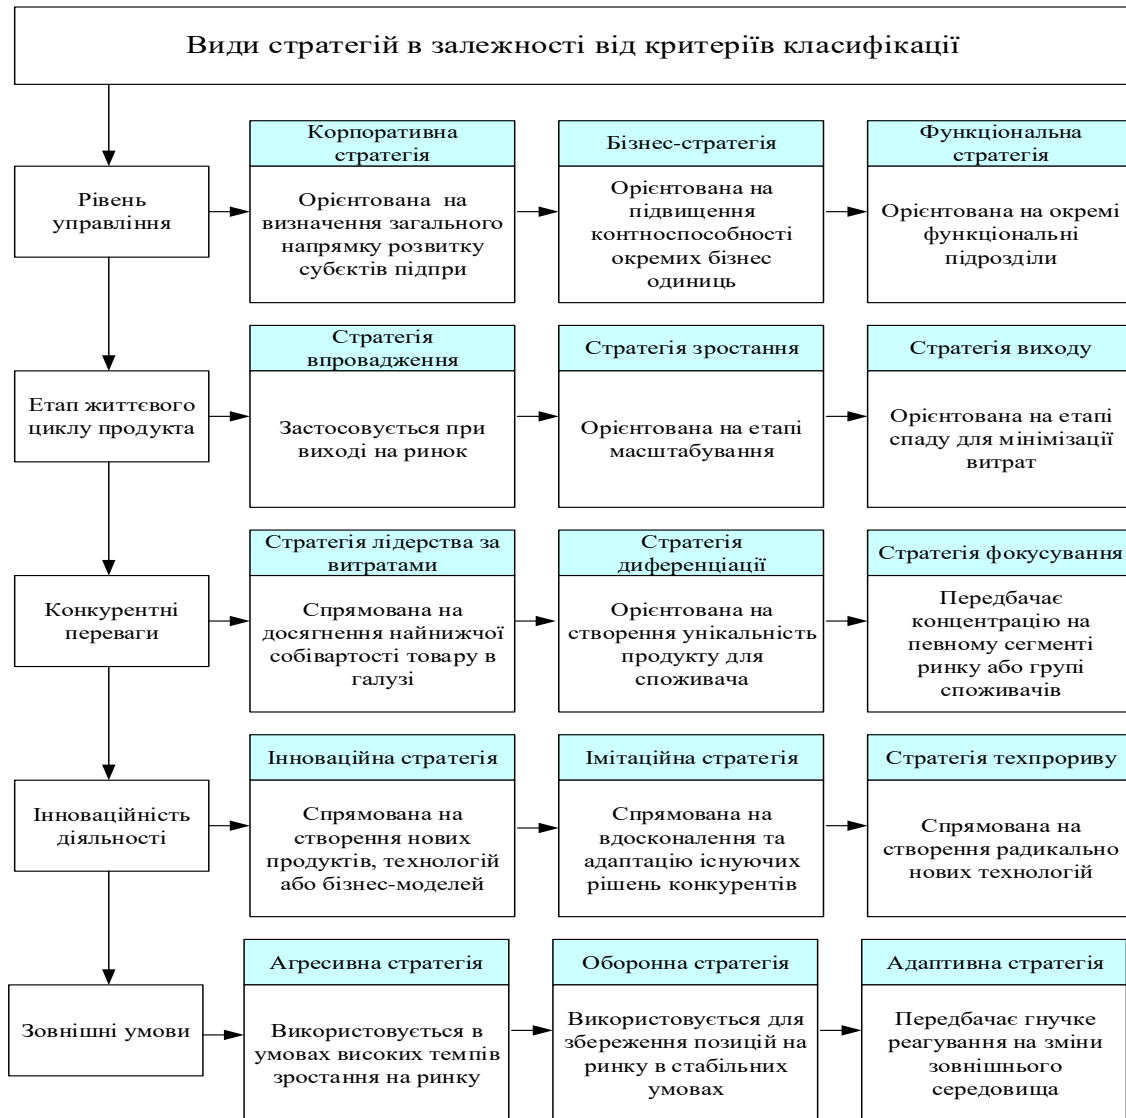 Види стратегій в залежності від критеріїв класифікації
Рівень
управління
Корпоративна
стратегія
Орієнтована на
визначення загального
напрямку розвитку
субєктів підпри
Бізнес-стратегія
Орієнтована на
підвищення
контноспособності
окремих бізнес
одиниць
Функціональна
стратегія
Орієнтована на окремі
функціональні
підрозділи
Етап життєвого
циклу продукта
Стратегія
впровадження
Застосовується при
виході на ринок
Стратегія зростання
Орієнтована на етапі
масштабування
Стратегія виходу
Орієнтована на етапі
спаду для мінімізації
витрат
Конкурентні
переваги
Стратегія лідерства за
витратами
Спрямована на
досягнення найнижчої
собівартості товару в
галузі
Стратегія
диференціації
Орієнтована на
створення унікальність
продукту для
споживача
Стратегія фокусування
Передбачає
концентрацію на
певному сегменті
ринку або групі
споживачів
Інноваційність
діяльності
Інноваційна стратегія
Спрямована на
створення нових
продуктів, технологій
або бізнес-моделей
Імітаційна стратегія
Спрямована на
вдосконалення та
адаптацію існуючих
рішень конкурентів
Стратегія техпрориву
Спрямована на
створення радикально
нових технологій
Зовнішні умови
Агресивна стратегія
Використовується в
умовах високих темпів
зростання на ринку
Оборонна стратегія
Використовується для
збереження позицій на
ринку в стабільних
умовах
Адаптивна стратегія
Передбачає гнучке
реагування на зміни
зовнішнього
середовища